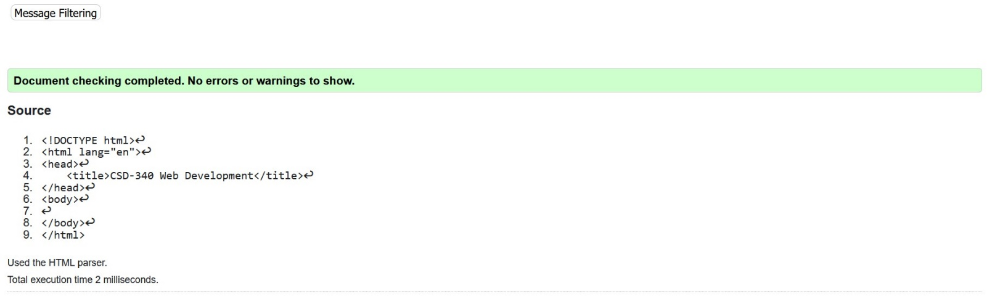 Message Filtering
Document checking completed. No errors or warnings to show.
Source
1. <!DOCTYPE html>↩
2. <html lang="en">↩
3. <head>↩
4.     <title>CSD-340 Web Development</title>↩
5. </head>↩
6. <body>↩
7. ↩
8. </body>↩
9. </html>
Used the HTML parser.
Total execution time 2 milliseconds.